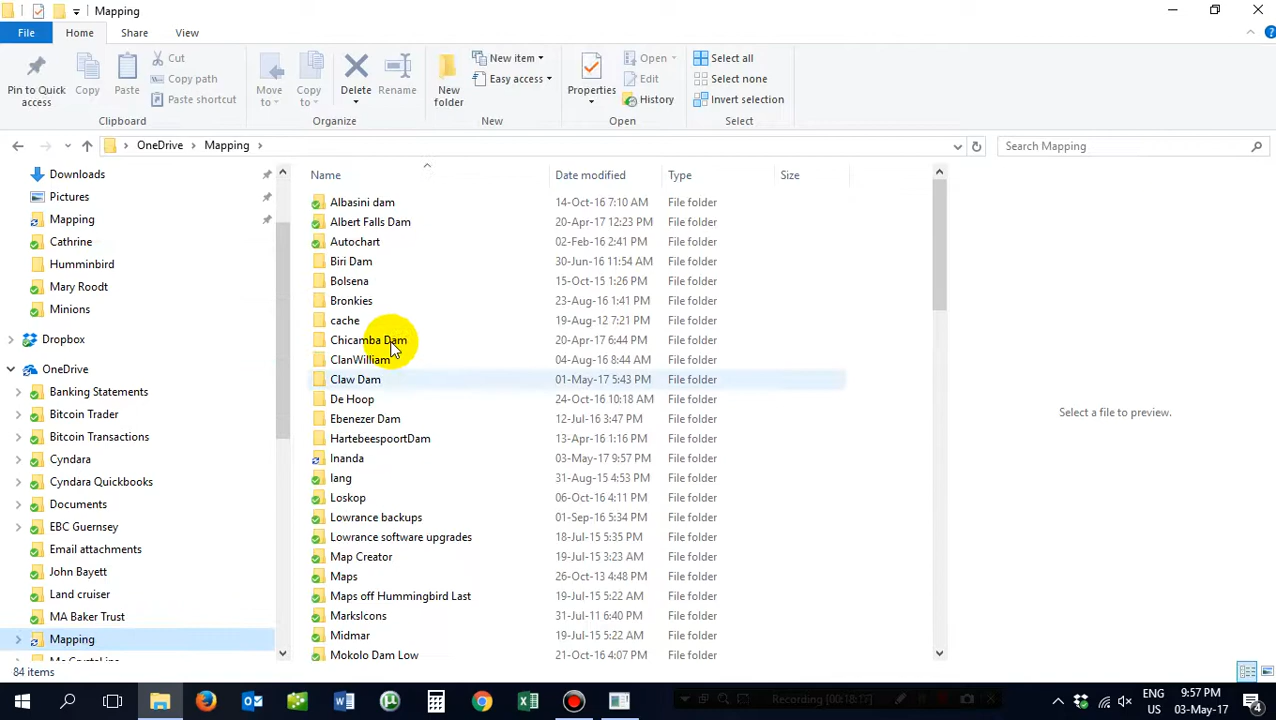 Mapping
File Home Share View
Pin to Quick access
Copy
Paste
Cut
Copy path
Paste shortcut
Clipboard
Move to
Copy to
Delete
Rename
Organize
New folder
New item
Easy access
New
Properties
Open
Edit
History
Open
Select all
Select none
Invert selection
Select
OneDrive > Mapping >
Search Mapping
Downloads
Pictures
Mapping
Cathrine
Humminbird
Mary Roodt
Minions
Dropbox
OneDrive
Banking Statements
Bitcoin Trader
Bitcoin Transactions
Cyndara
Cyndara Quickbooks
Documents
EBC Guernsey
Email attachments
John Bayett
Land cruiser
MA Baker Trust
Mapping
Name Date modified Type Size
Albasini dam 14-Oct-16 7:10 AM File folder
Albert Falls Dam 20-Apr-17 12:23 PM File folder
Autochart 02-Feb-16 2:41 PM File folder
Biri Dam 30-Jun-16 11:54 AM File folder
Bolsena 15-Oct-15 1:26 PM File folder
Bronkies 23-Aug-16 1:41 PM File folder
cache 19-Aug-12 7:21 PM File folder
Chicamba Dam 20-Apr-17 6:44 PM File folder
ClanWilliam 04-Aug-16 8:44 AM File folder
Claw Dam 01-May-17 5:43 PM File folder
De Hoop 24-Oct-16 10:18 AM File folder
Ebenezer Dam 12-Jul-16 3:47 PM File folder
HartebeespoortDam 13-Apr-16 1:16 PM File folder
Inanda 03-May-17 9:57 PM File folder
lang 31-Aug-15 4:53 PM File folder
Loskop 06-Oct-16 4:11 PM File folder
Lowrance backups 01-Sep-16 5:34 PM File folder
Lowrance software upgrades 18-Jul-15 5:35 PM File folder
Map Creator 19-Jul-15 3:23 AM File folder
Maps 26-Oct-13 4:48 PM File folder
Maps off Hummingbird Last 19-Jul-15 5:22 AM File folder
MarksIcons 31-Jul-11 6:40 PM File folder
Midmar 19-Jul-15 5:22 AM File folder
Mokolo Dam Low 21-Oct-16 4:07 PM File folder
Select a file to preview.
84 items
ENG
US
9:57 PM
03-May-17
4